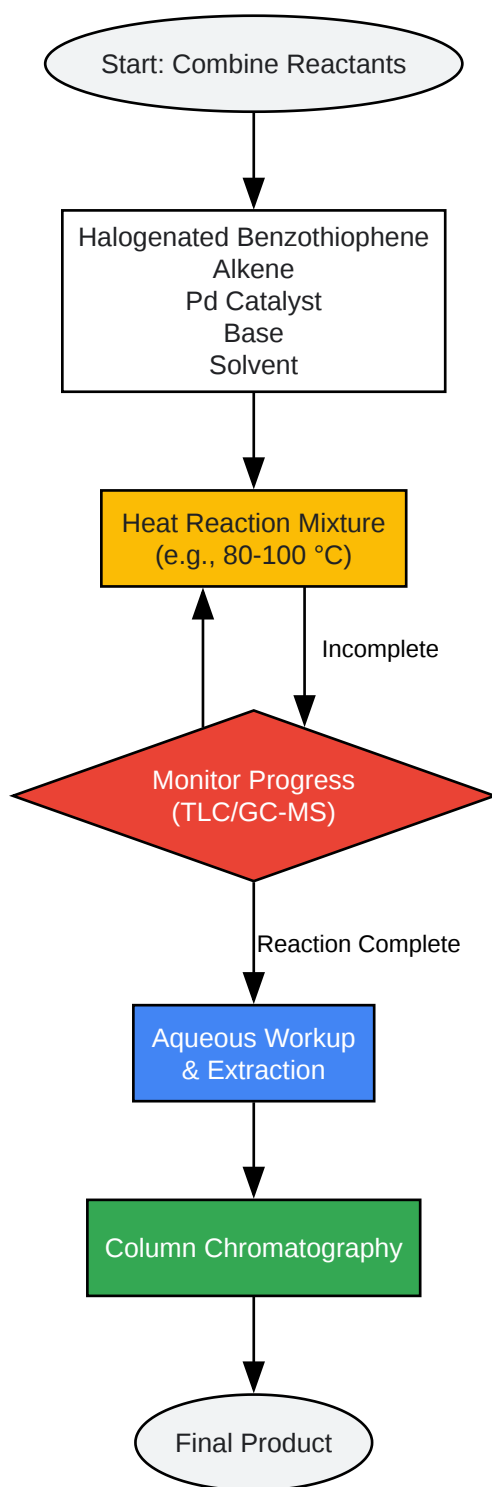 Start: Combine Reactants
Halogenated Benzothiophene
Alkene
Pd Catalyst
Base
Solvent
Heat Reaction Mixture
(e.g., 80-100 °C)
Incomplete
Monitor Progress
(TLC/GC-MS)
Reaction Complete
Aqueous Workup
& Extraction
Column Chromatography
Final Product